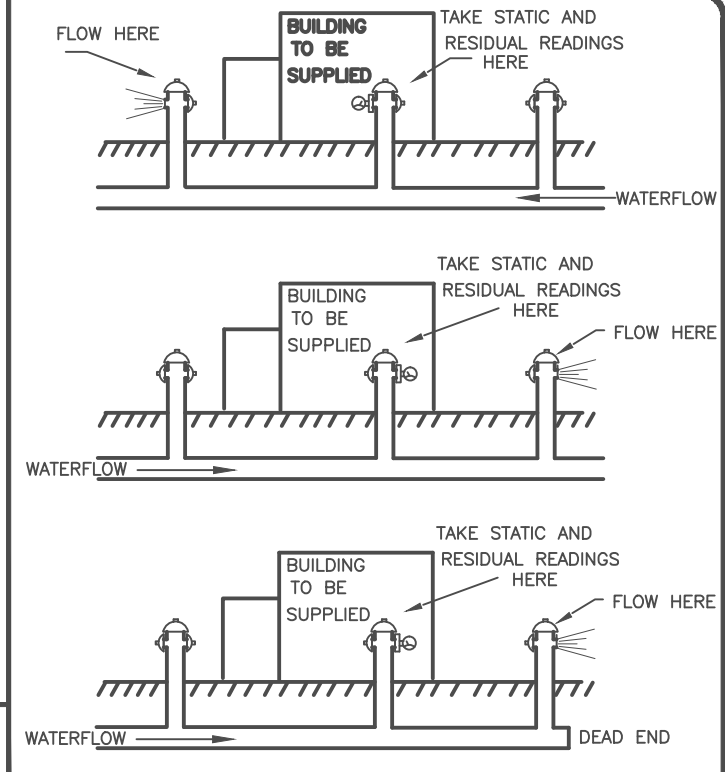 FLOW HERE
BUILDING
TO BE
SUPPLIED
TAKE STATIC AND
RESIDUAL READINGS
HERE
WATERFLOW
BUILDING
TO BE
SUPPLIED
TAKE STATIC AND
RESIDUAL READINGS
HERE
FLOW HERE
WATERFLOW
BUILDING
TO BE
SUPPLIED
TAKE STATIC AND
RESIDUAL READINGS
HERE
FLOW HERE
WATERFLOW
DEAD END